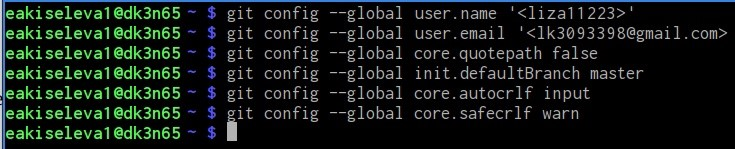 eakiseleva1@dk3n65 ~ $ git config --global user.name '<liza11223>'
eakiseleva1@dk3n65 ~ $ git config --global user.email '<lk3093398@gmail.com>
eakiseleva1@dk3n65 ~ $ git config --global core.quotepath false
eakiseleva1@dk3n65 ~ $ git config --global init.defaultBranch master
eakiseleva1@dk3n65 ~ $ git config --global core.autocrlf input
eakiseleva1@dk3n65 ~ $ git config --global core.safecrlf warn
eakiseleva1@dk3n65 ~ $